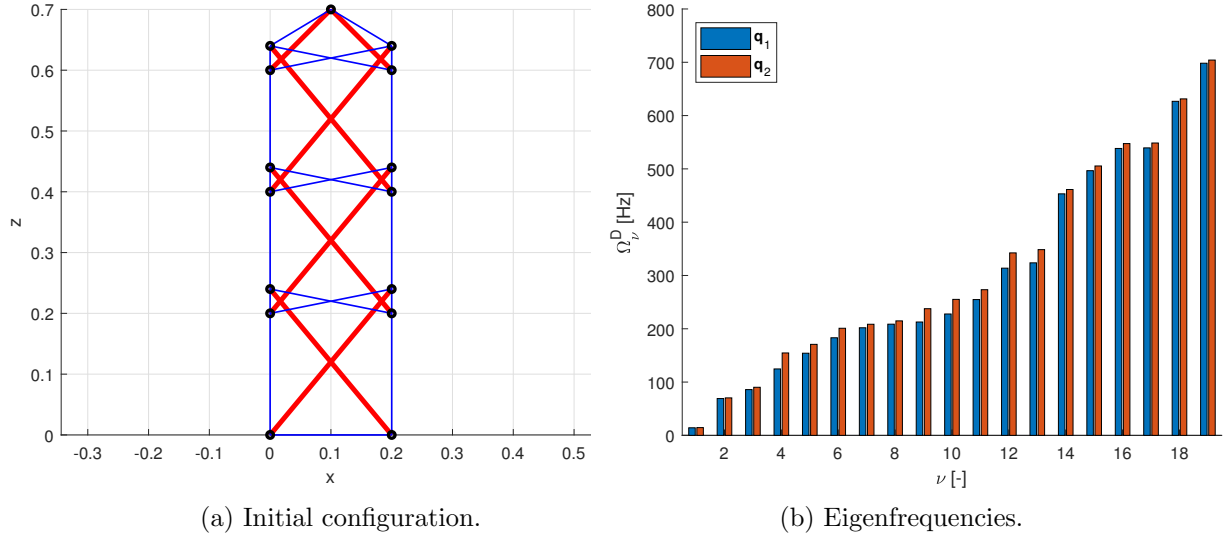 0.7
0.6
0.5
0.4
0.3
0.2
0.1
0
z
-0.3 -0.2 -0.1 0 0.1 0.2 0.3 0.4 0.5
x
(a) Initial configuration.
800
700
600
500
400
300
200
100
0
Ω_ν^D [Hz]
q_1
q_2
2 4 6 8 10 12 14 16 18
ν [-]
(b) Eigenfrequencies.